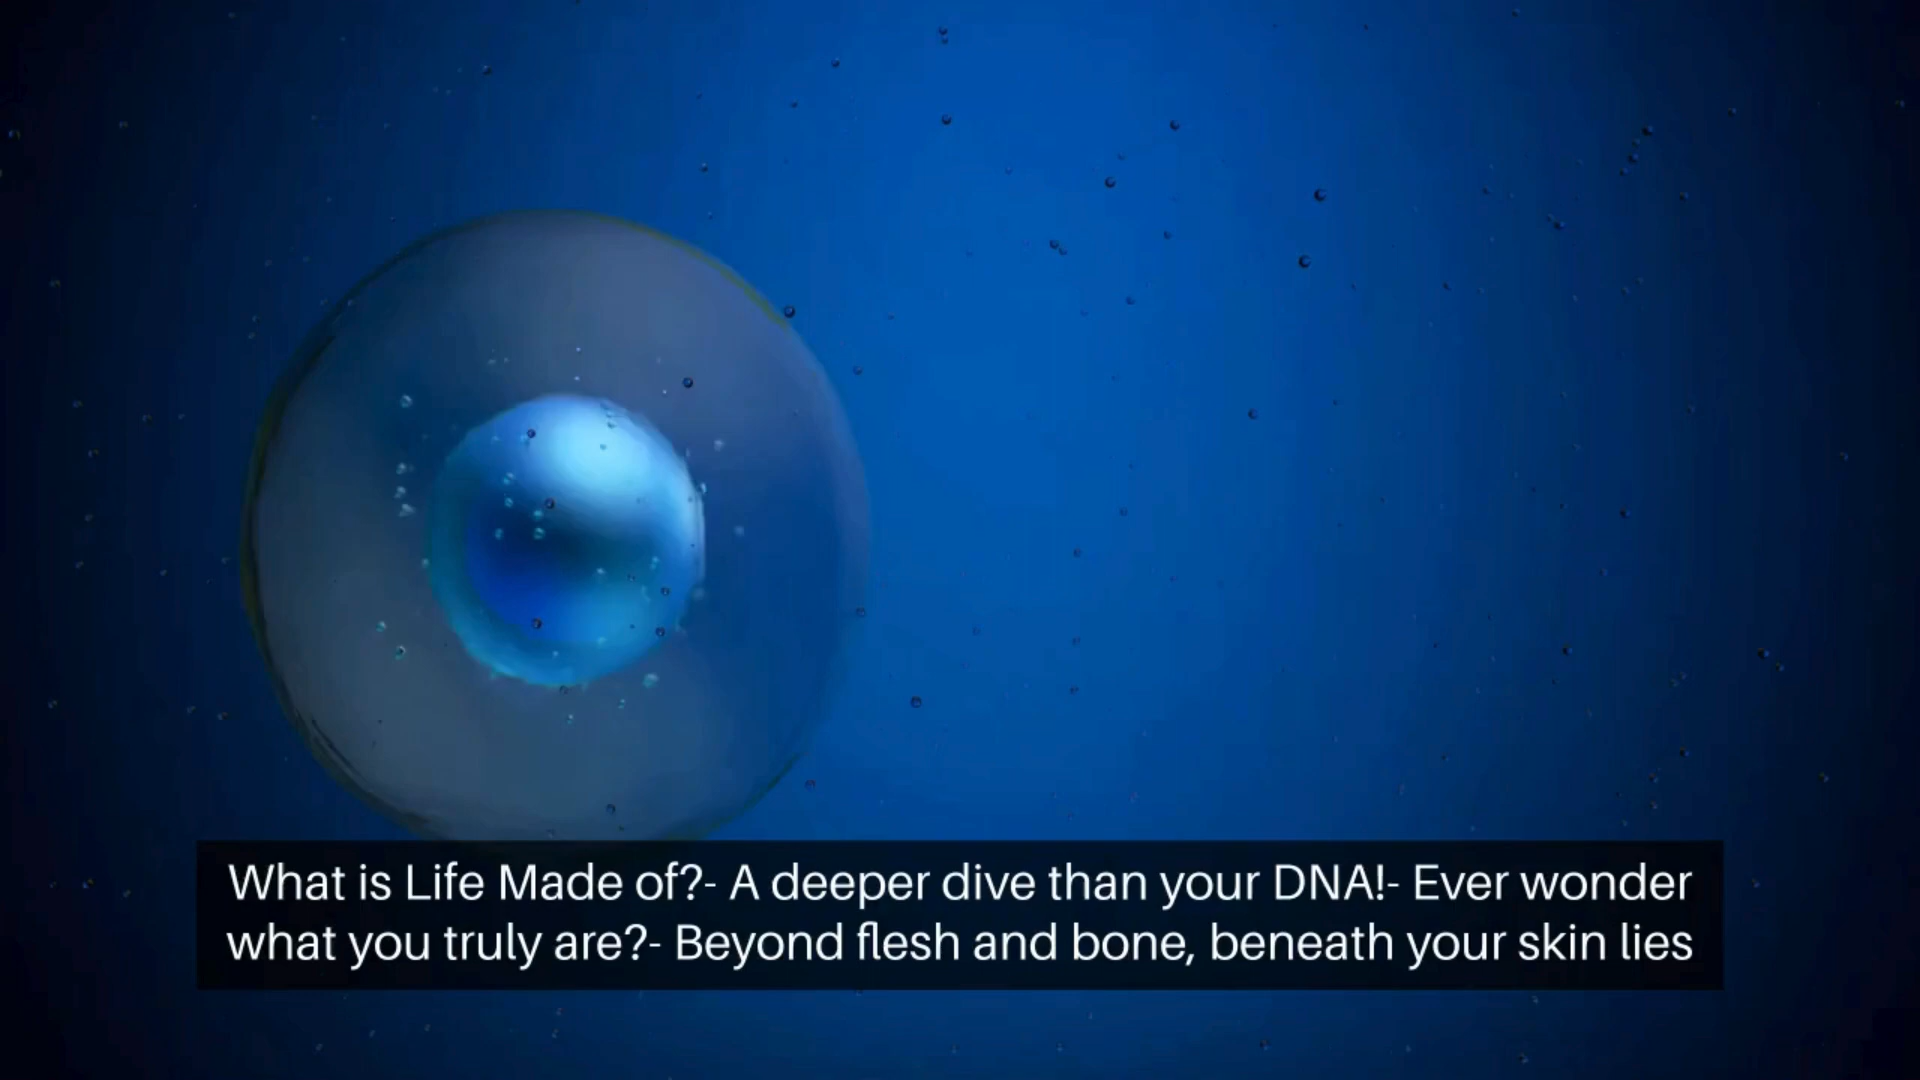 What is Life Made of?- A deeper dive than your DNA!- Ever wonder
what you truly are?- Beyond flesh and bone, beneath your skin lies